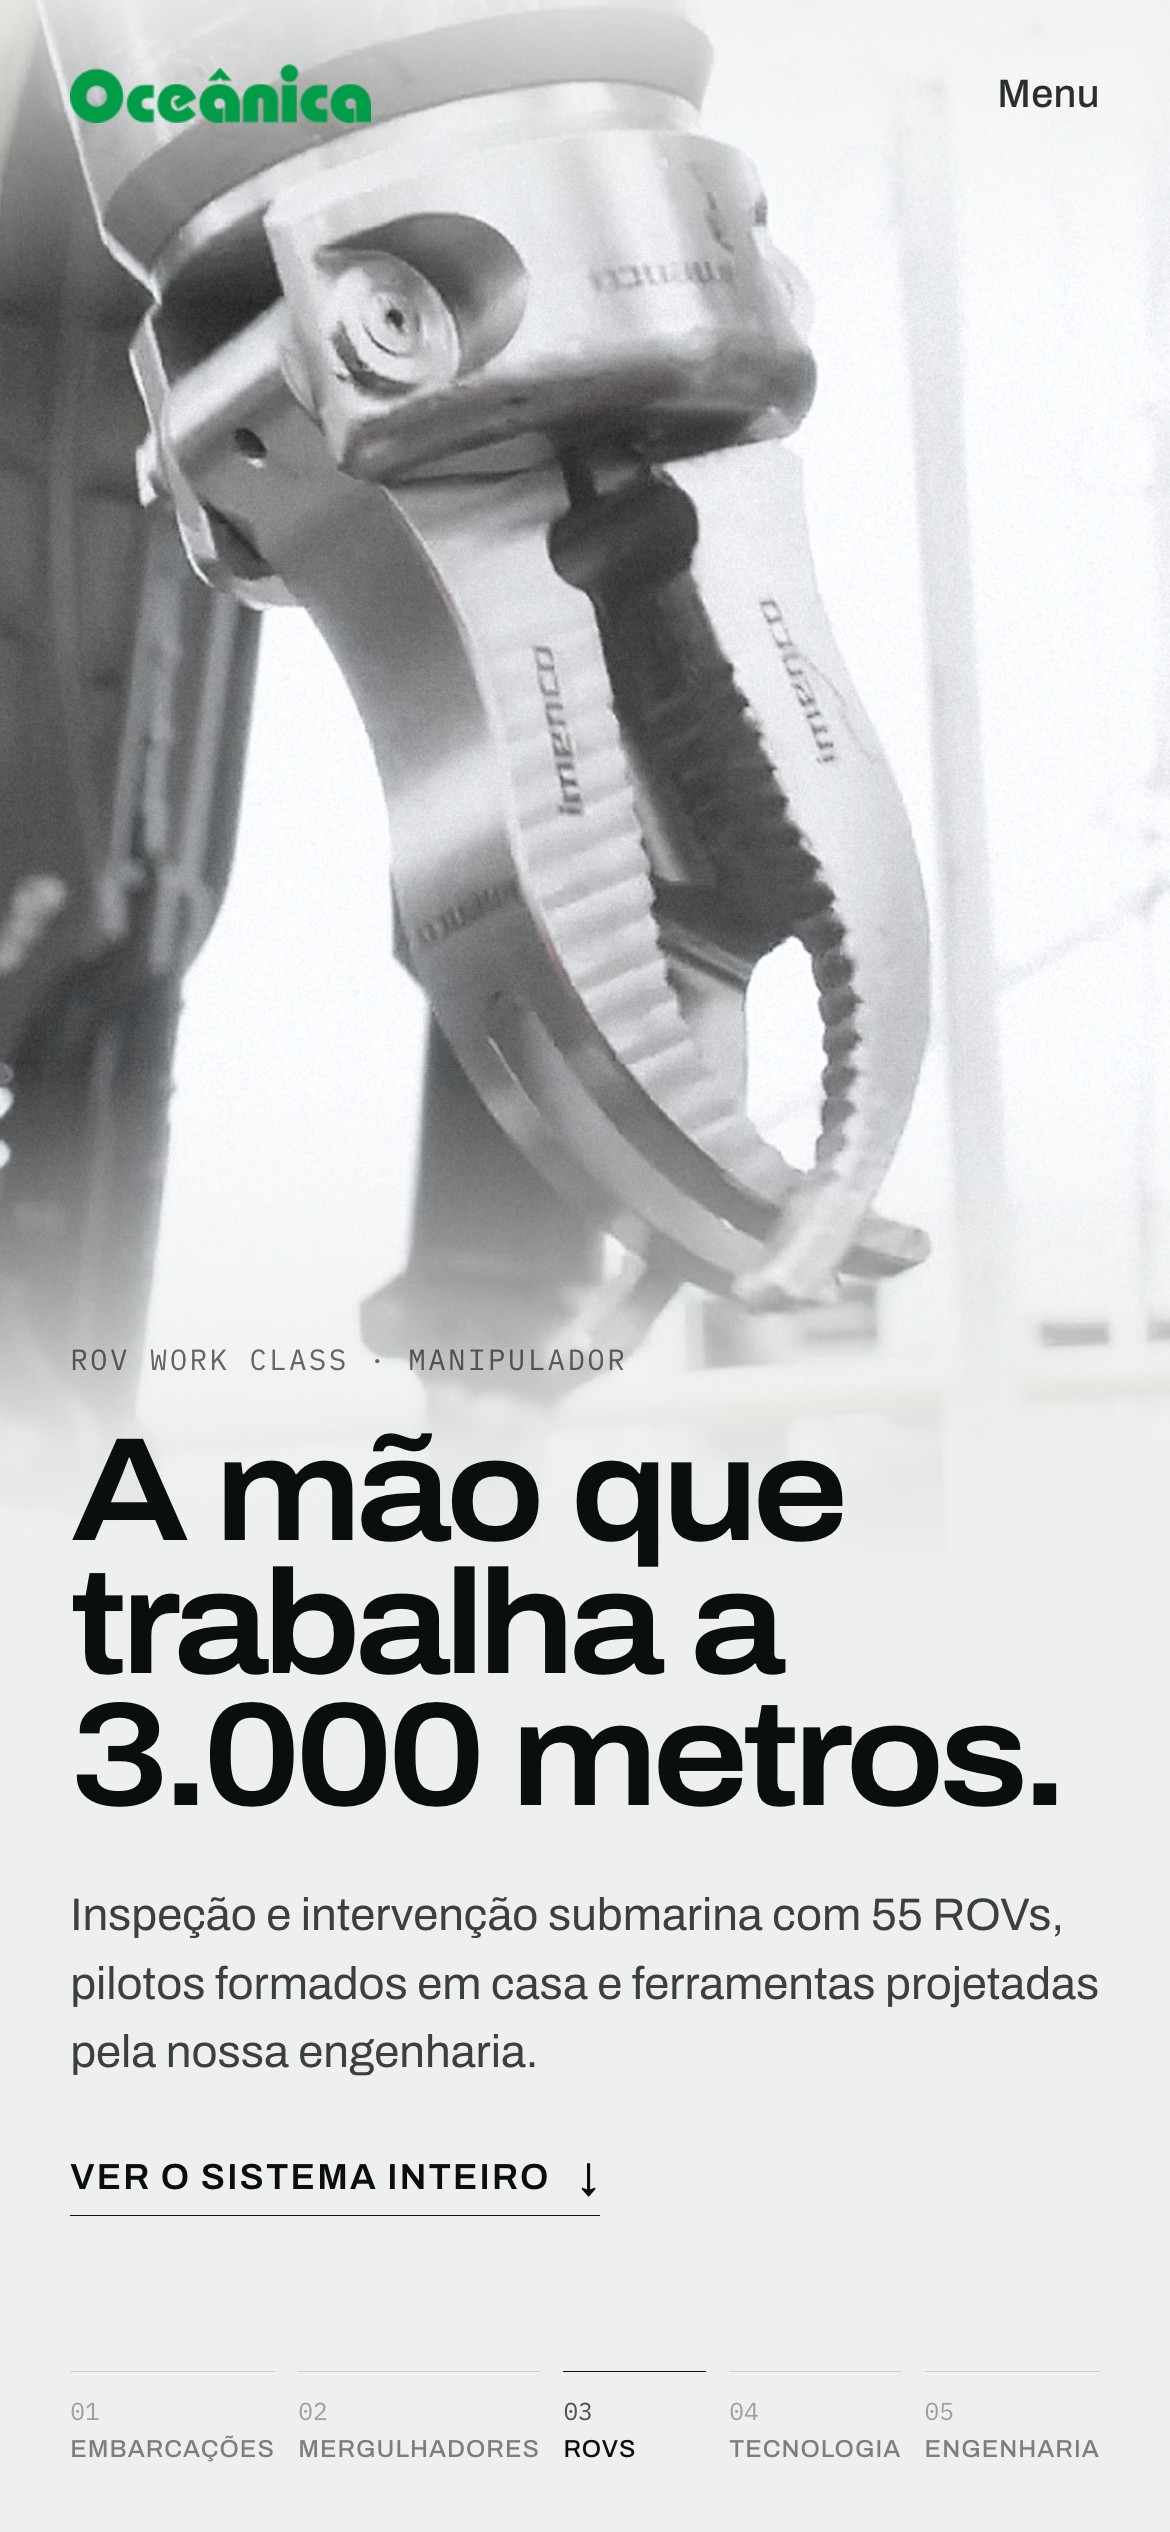 Oceânica
Menu
imenco
imenco
ROV WORK CLASS · MANIPULADOR
A mão que
trabalha a
3.000 metros.
Inspeção e intervenção submarina com 55 ROVs,
pilotos formados em casa e ferramentas projetadas
pela nossa engenharia.
VER O SISTEMA INTEIRO ↓
01
EMBARCAÇÕES
02
MERGULHADORES
03
ROVS
04
TECNOLOGIA
05
ENGENHARIA